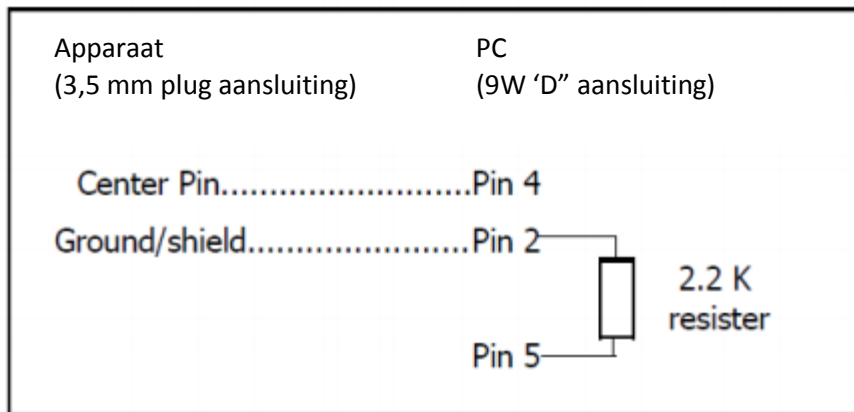 Apparaat
(3,5 mm plug aansluiting)
PC
(9W ‘D” aansluiting)
Center Pin..........................Pin 4
Ground/shield.......................Pin 2
2.2 K
resister
Pin 5